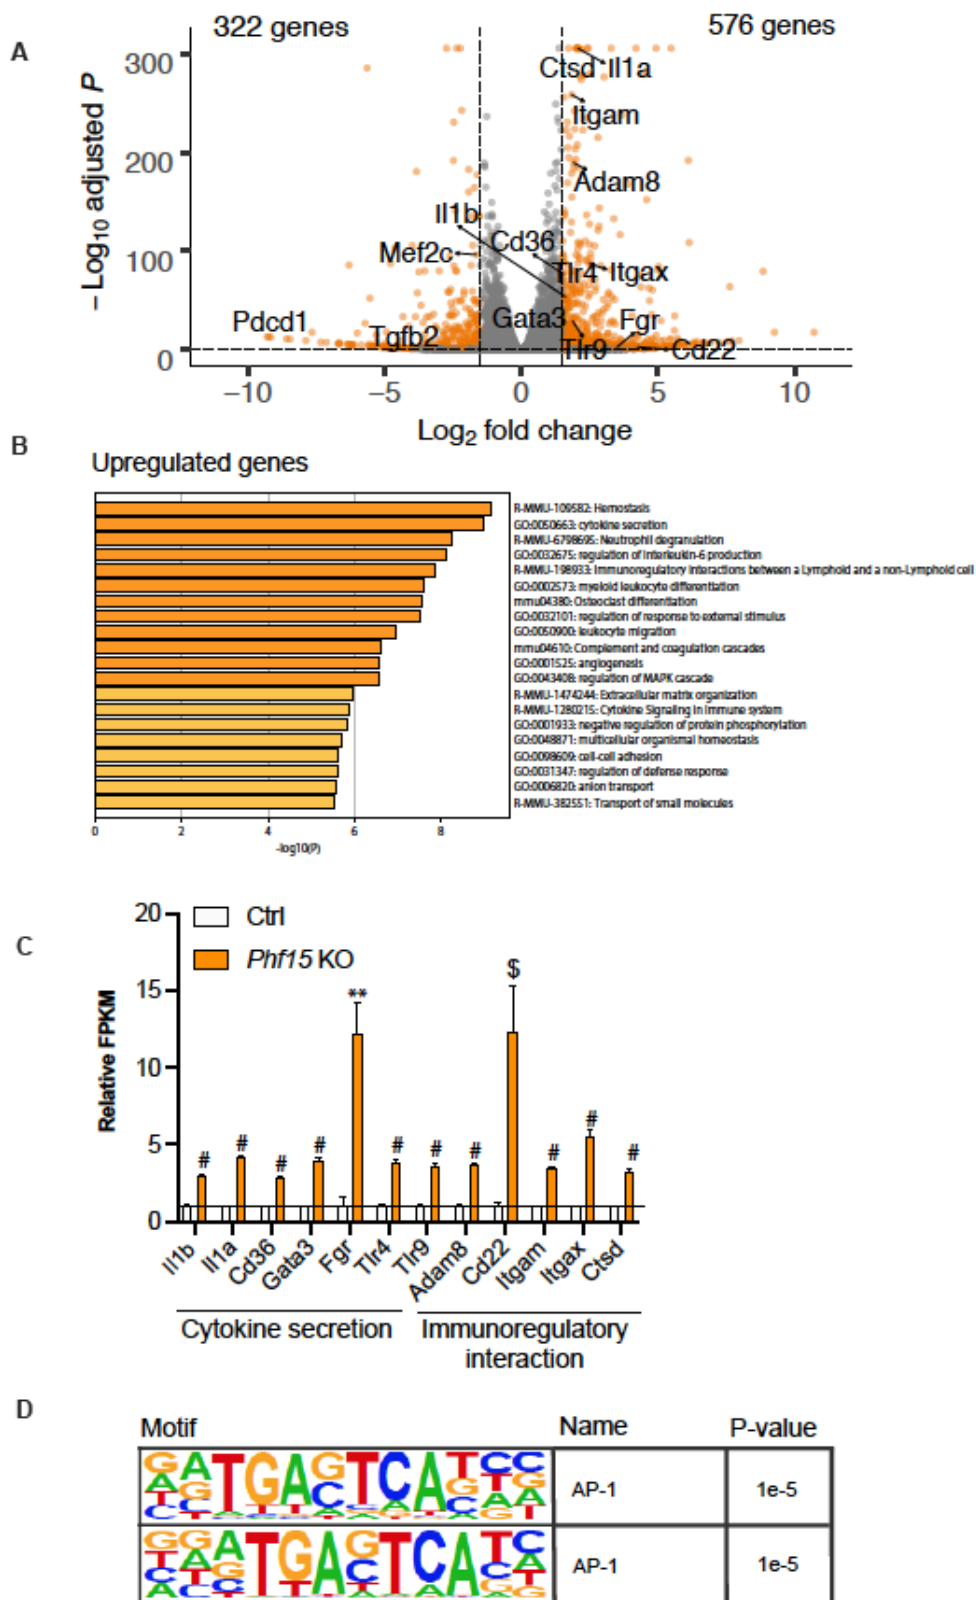 A
322 genes
576 genes
300
200
100
0
– Log10 adjusted P
Ctsd Il1a
Itgam
Adam8
Il1b
Mef2c
Cd36
Tlr4 Itgax
Gata3
Fgr
Pdcd1
Tgfb2
Tlr9
Cd22
−10 −5 0 5 10
Log2 fold change
B
Upregulated genes
R-MMU-109582: Hemostasis
GO:0050663: cytokine secretion
R-MMU-6798695: Neutrophil degranulation
GO:0032675: regulation of interleukin-6 production
R-MMU-198933: Immunoregulatory interactions between a Lymphoid and a non-Lymphoid cell
GO:0002573: myeloid leukocyte differentiation
mmu04380: Osteoclast differentiation
GO:0032101: regulation of response to external stimulus
GO:0050900: leukocyte migration
mmu04610: Complement and coagulation cascades
GO:0001525: angiogenesis
GO:0043408: regulation of MAPK cascade
R-MMU-1474244: Extracellular matrix organization
R-MMU-1280215: Cytokine Signaling in Immune system
GO:0001933: negative regulation of protein phosphorylation
GO:0048871: multicellular organismal homeostasis
GO:0098609: cell-cell adhesion
GO:0031347: regulation of defense response
GO:0006820: anion transport
R-MMU-382551: Transport of small molecules
0 2 4 6 8
-log10(P)
C
Ctrl
Phf15 KO
20
15
10
5
0
Relative FPKM
# # # # ** # # # $ # # #
Il1b Il1a Cd36 Gata3 Fgr Tlr4 Tlr9 Adam8 Cd22 Itgam Itgax Ctsd
Cytokine secretion
Immunoregulatory
interaction
D
Motif Name P-value
GATGAGTCATCC AP-1 1e-5
GGATGAGTCATC AP-1 1e-5